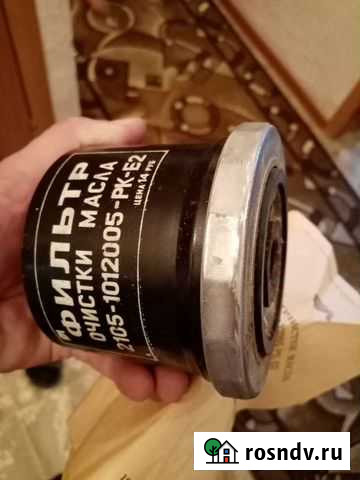 ФИЛЬТР
ОЧИСТКИ МАСЛА
2105-1012005-РК-Е2
ЦЕНА 14 РУБ
rosndv.ru